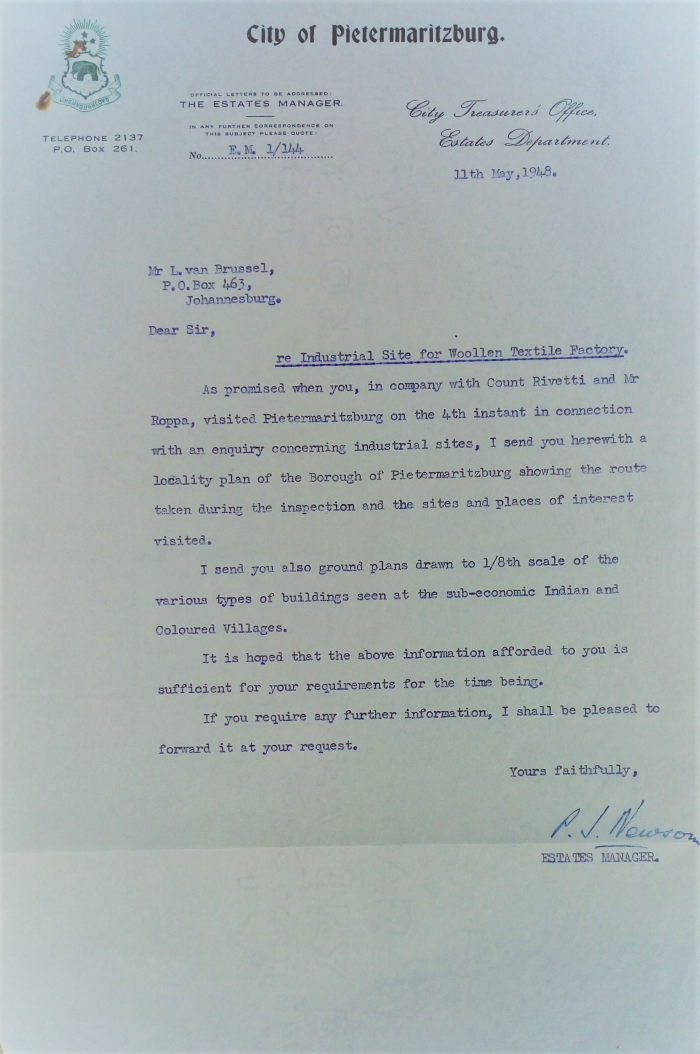 City of Pietermaritzburg.
OFFICIAL LETTERS TO BE ADDRESSED:
THE ESTATES MANAGER.
IN ANY FURTHER CORRESPONDENCE ON
THIS SUBJECT PLEASE QUOTE:
No. E.M. 1/144
TELEPHONE 2137
P.O. Box 261.
City Treasurer's Office,
Estates Department.
11th May,1948.
Mr L.van Brussel,
P.O.Box 463,
Johannesburg.
Dear Sir,
re Industrial Site for Woollen Textile Factory.
As promised when you, in company with Count Rivetti and Mr
Roppa, visited Pietermaritzburg on the 4th instant in connection
with an enquiry concerning industrial sites, I send you herewith a
locality plan of the Borough of Pietermaritzburg showing the route
taken during the inspection and the sites and places of interest
visited.
I send you also ground plans drawn to 1/8th scale of the
various types of buildings seen at the sub-economic Indian and
Coloured Villages.
It is hoped that the above information afforded to you is
sufficient for your requirements for the time being.
If you require any further information, I shall be pleased to
forward it at your request.
Yours faithfully,
P. J. Newsom
ESTATES MANAGER.